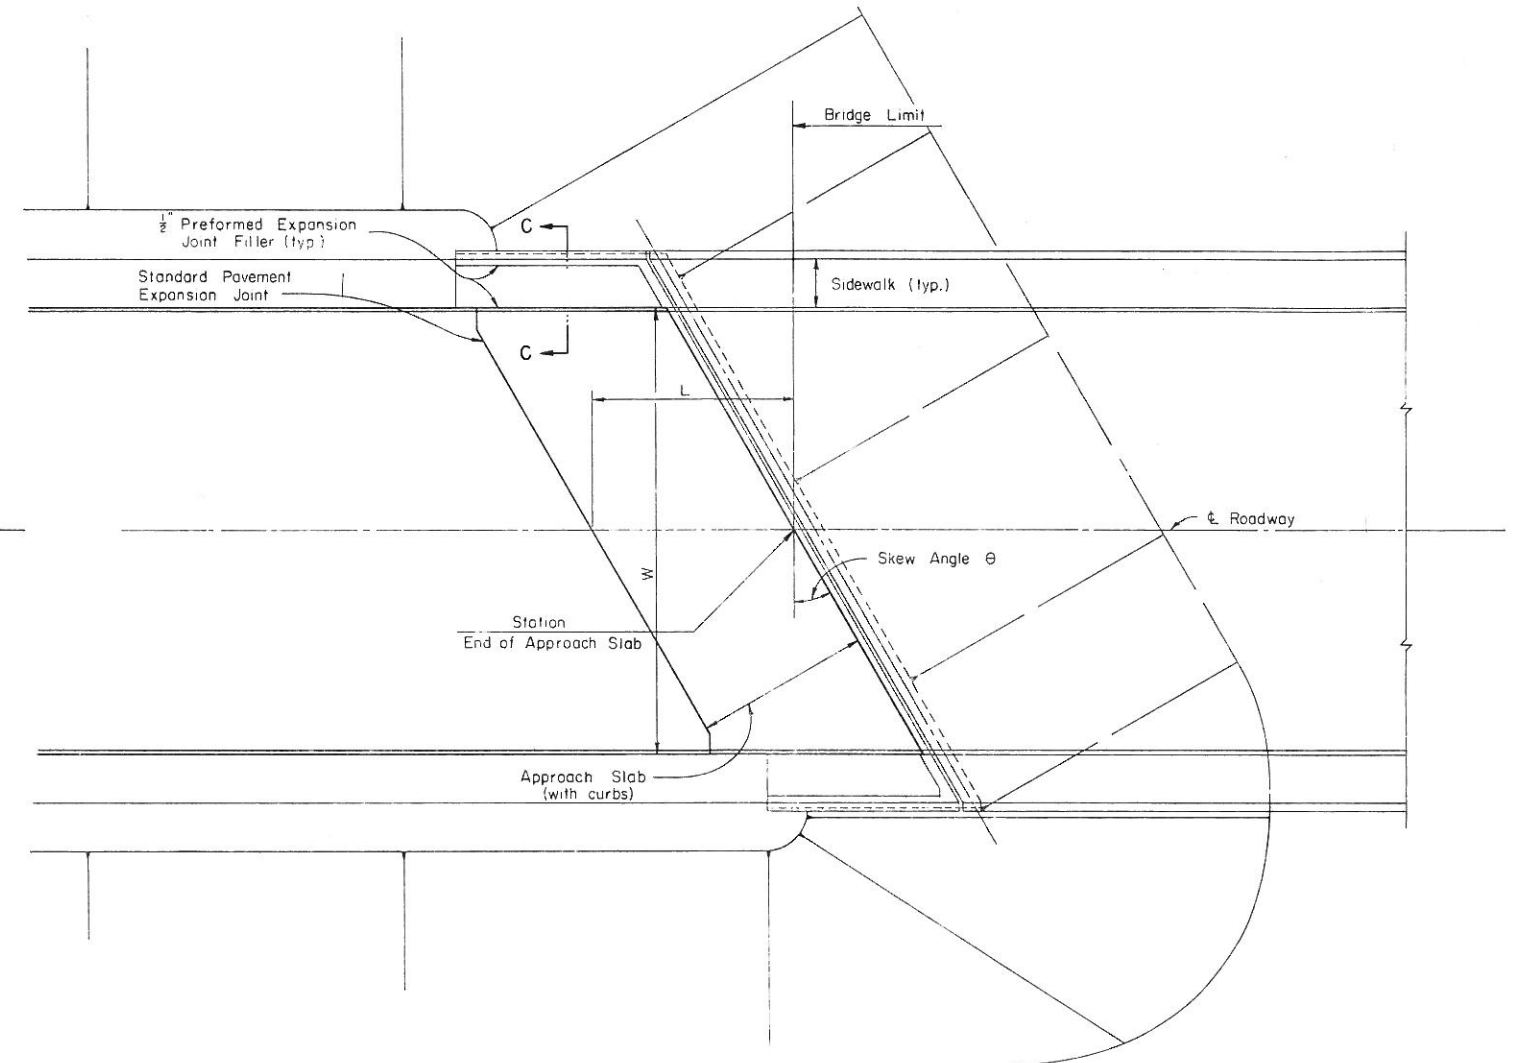 Bridge Limit
½" Preformed Expansion
Joint Filler (typ.)
C
Standard Pavement
Expansion Joint
Sidewalk (typ.)
C
L
℄ Roadway
Skew Angle θ
W
Station
End of Approach Slab
Approach Slab
(with curbs)